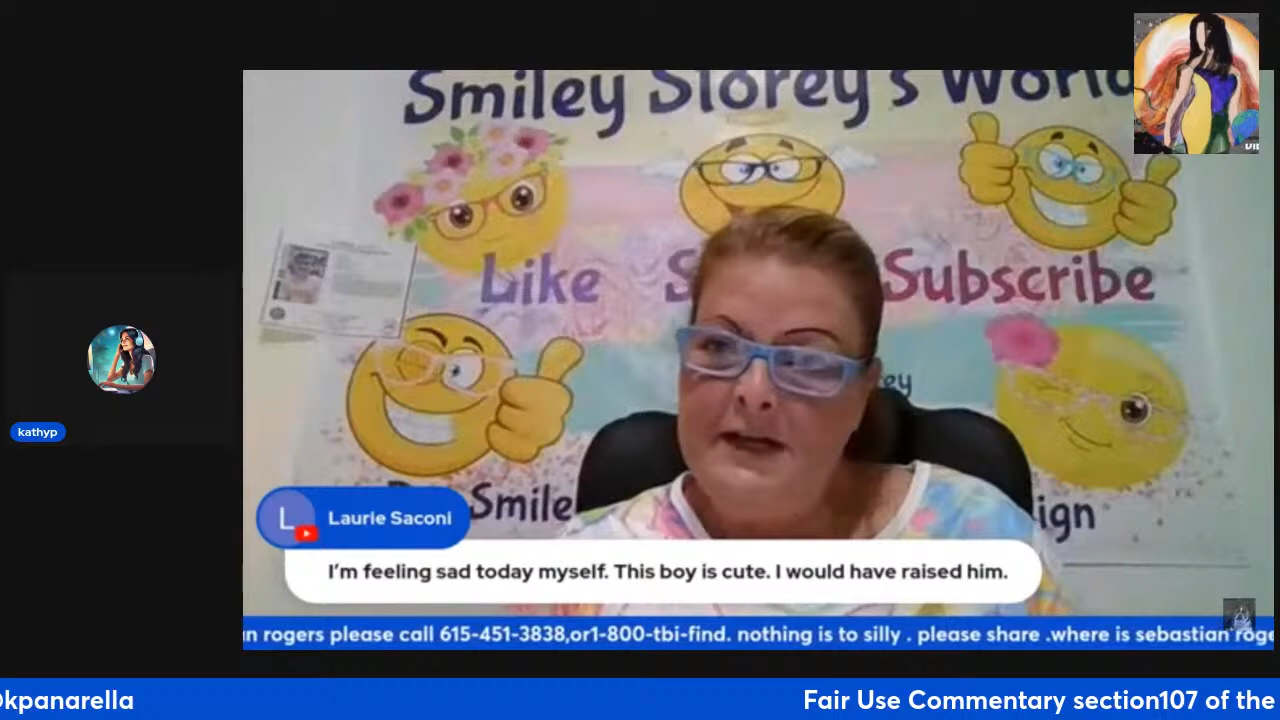 Smiley Storey's World
Like
Subscribe
Smile
ign
kathyp
L Laurie Saconi
I'm feeling sad today myself. This boy is cute. I would have raised him.
n rogers please call 615-451-3838,or1-800-tbi-find. nothing is to silly . please share .where is sebastian roge
kpanarella
Fair Use Commentary section107 of the